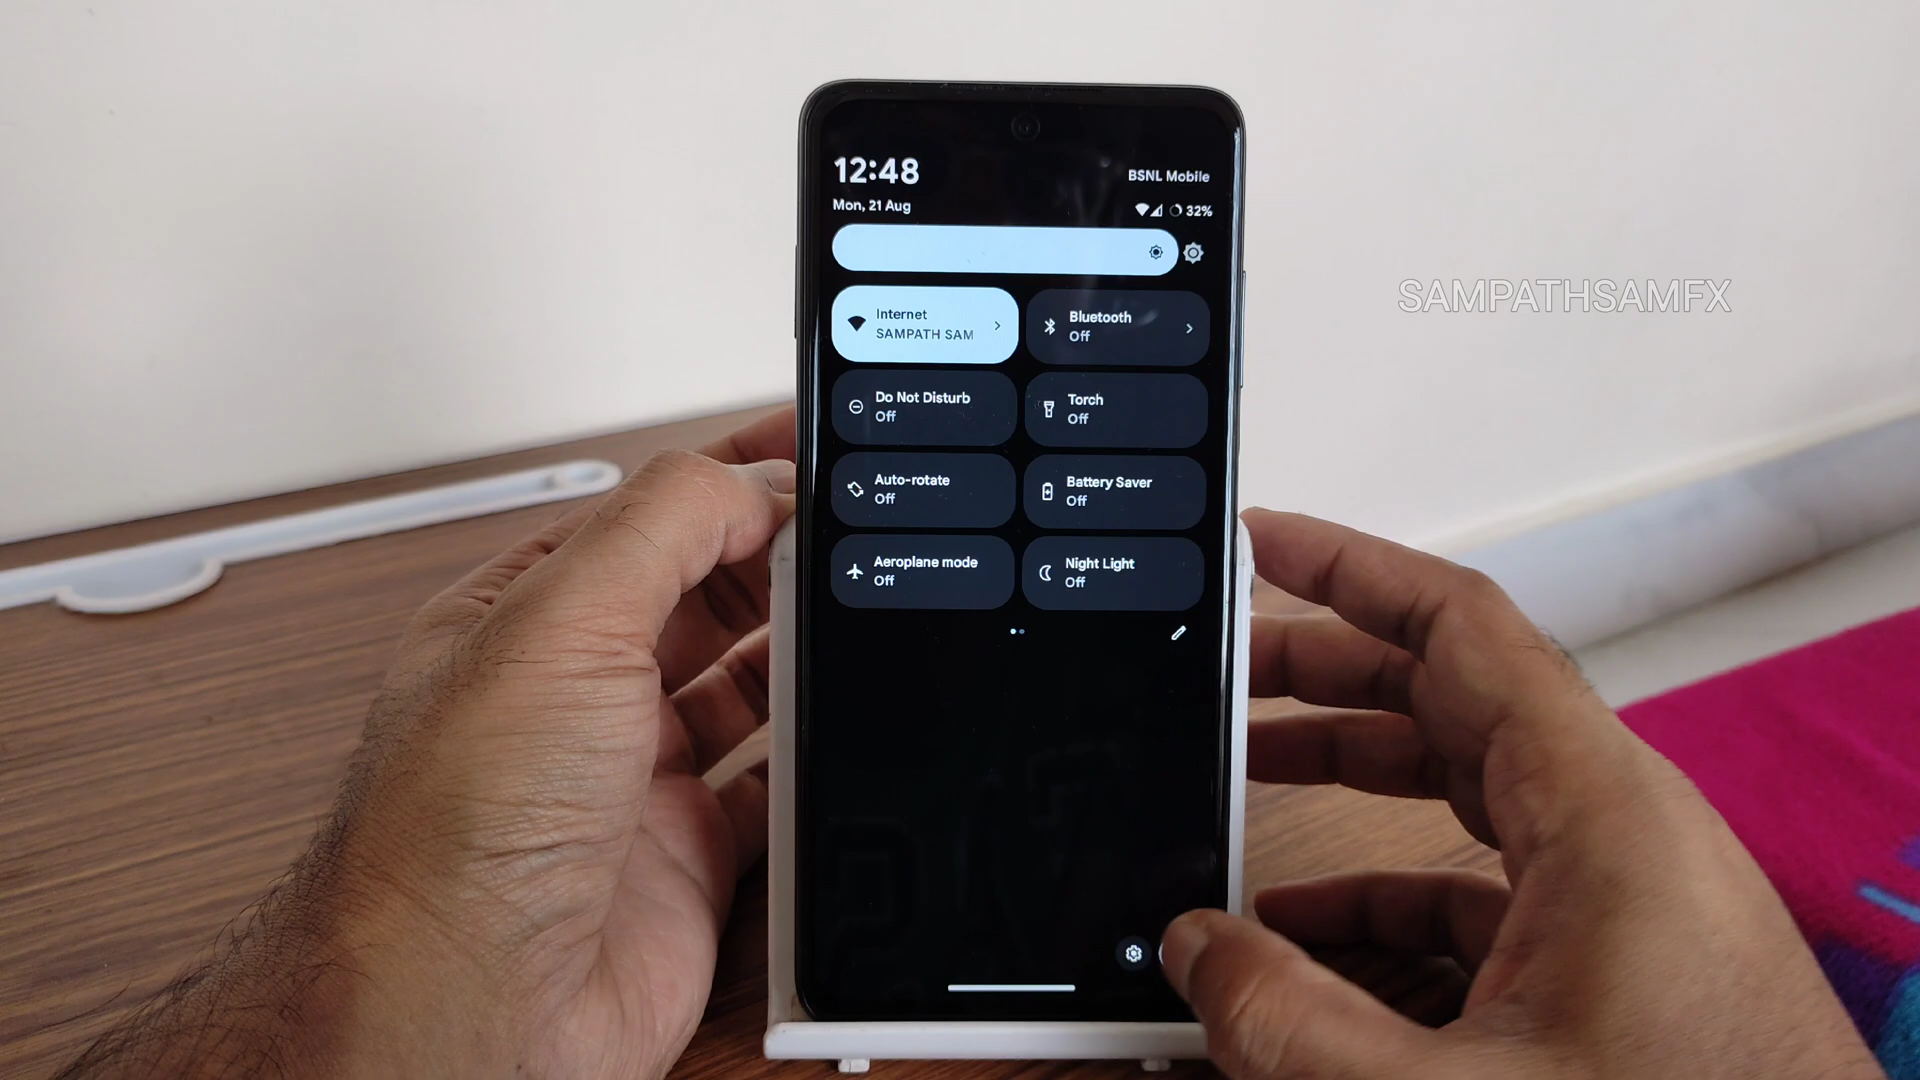 12:48
BSNL Mobile
Mon, 21 Aug
32%
Internet
SAMPATH SAM
Bluetooth
Off
Do Not Disturb
Off
Torch
Off
Auto-rotate
Off
Battery Saver
Off
Aeroplane mode
Off
Night Light
Off
SAMPATHSAMFX